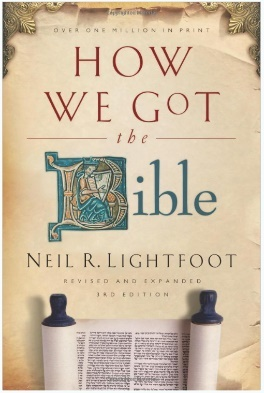 OVER ONE MILLION IN PRINT
HOW
WE GOT
the
Bible
NEIL R. LIGHTFOOT
REVISED AND EXPANDED
3RD EDITION